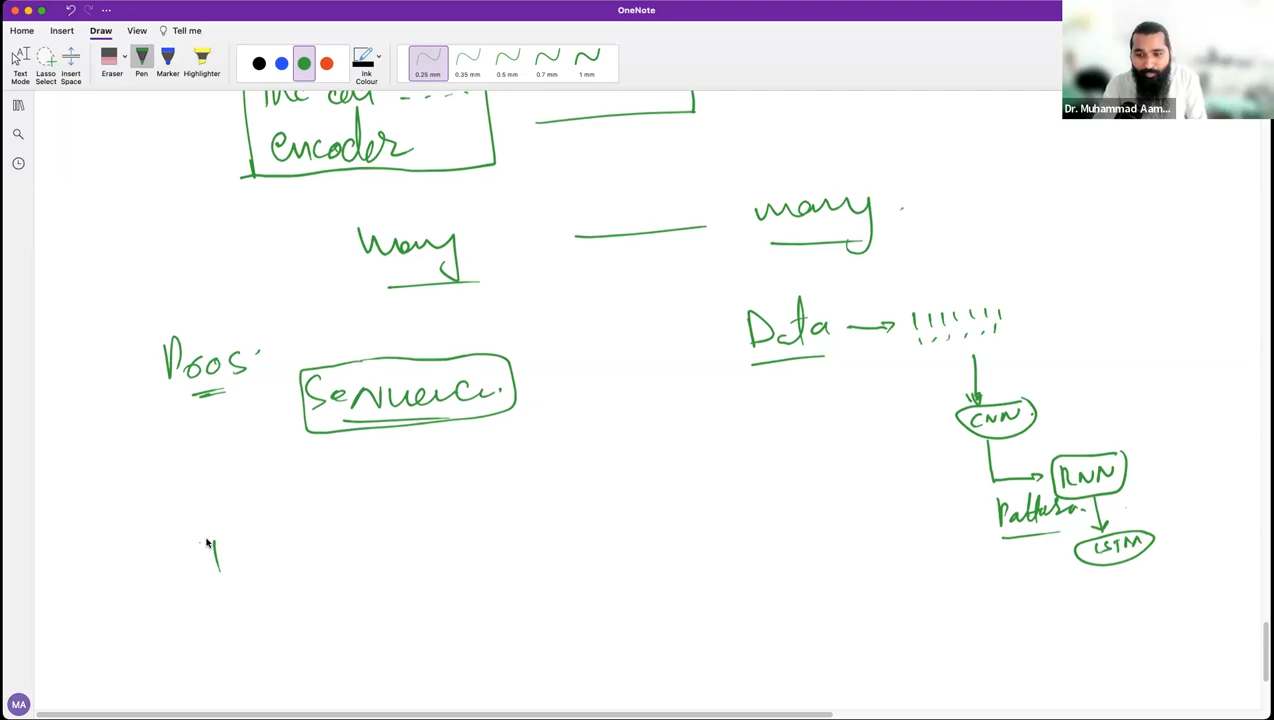 OneNote
Home Insert Draw View Tell me
Text Mode
Lasso Select
Insert Space
Eraser
Pen
Marker
Highlighter
Ink Colour
0.25 mm
0.35 mm
0.5 mm
0.7 mm
1 mm
Dr. Muhammad Aam...
encoder
many many
Data
Pros
Sequence.
CNN
RNN
Pattern.
LSTM
MA